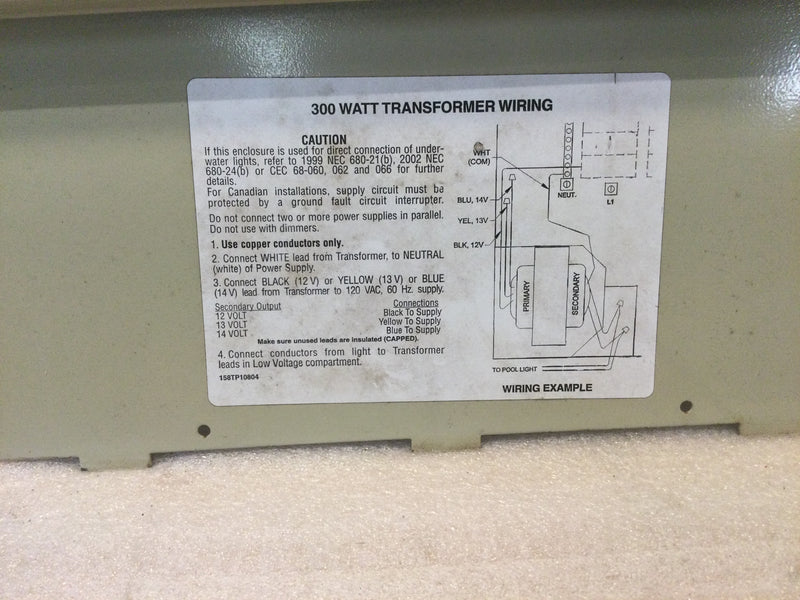 300 WATT TRANSFORMER WIRING
CAUTION
If this enclosure is used for direct connection of under-
water lights, refer to 1999 NEC 680-21(b), 2002 NEC
680-24(b) or CEC 68-060, 062 and 066 for further
details.
For Canadian installations, supply circuit must be
protected by a ground fault circuit interrupter.
Do not connect two or more power supplies in parallel.
Do not use with dimmers.
1. Use copper conductors only.
2. Connect WHITE lead from Transformer, to NEUTRAL
(white) of Power Supply.
3. Connect BLACK (12 V) or YELLOW (13 V) or BLUE
(14 V) lead from Transformer to 120 VAC, 60 Hz. supply.
Secondary Output Connections
12 VOLT Black To Supply
13 VOLT Yellow To Supply
14 VOLT Blue To Supply
Make sure unused leads are insulated (CAPPED).
4. Connect conductors from light to Transformer
leads in Low Voltage compartment.
158TP10804
WHT
(COM)
BLU, 14V
YEL, 13V
BLK, 12V
NEUT.
L1
1
PRIMARY
SECONDARY
TO POOL LIGHT
WIRING EXAMPLE